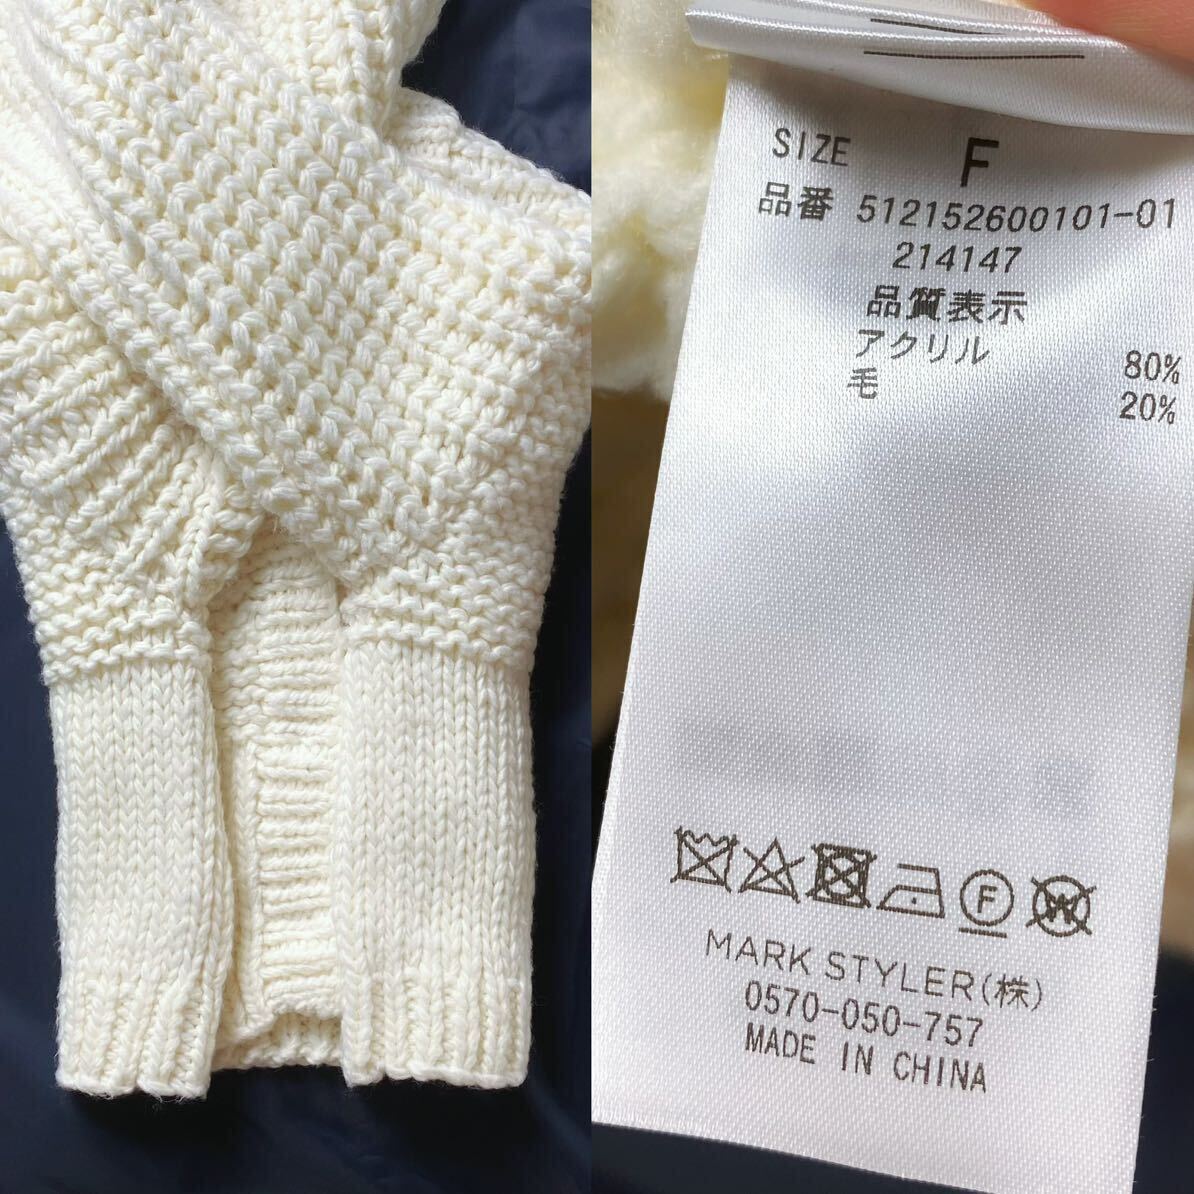 SIZE F
品番 512152600101-01
214147
品質表示
アクリル 80%
毛 20%
F
W
MARK STYLER(株)
0570-050-757
MADE IN CHINA